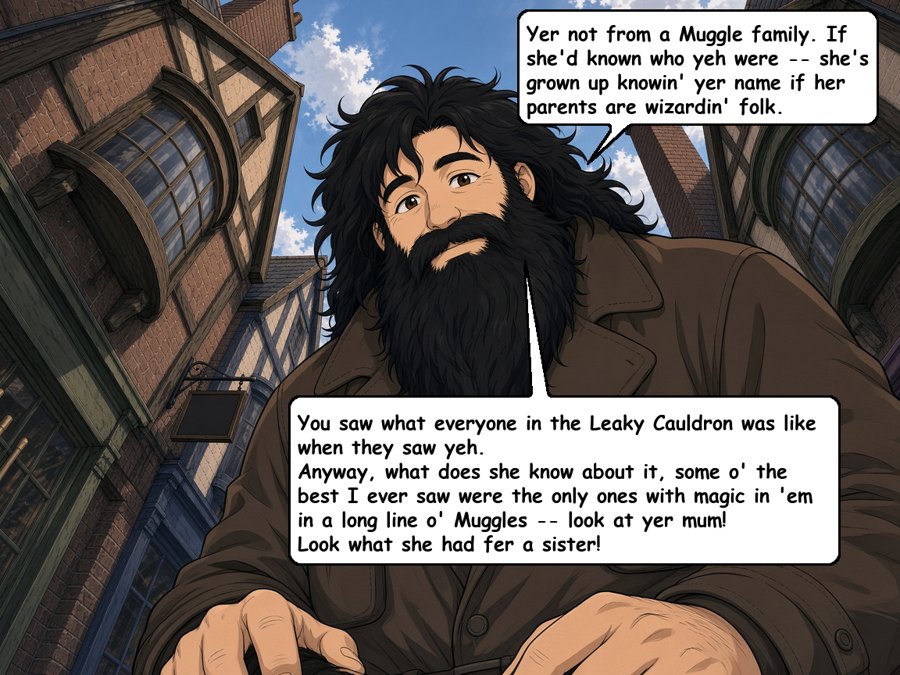 Yer not from a Muggle family. If
she'd known who yeh were -- she's
grown up knowin' yer name if her
parents are wizardin' folk.
You saw what everyone in the Leaky Cauldron was like
when they saw yeh.
Anyway, what does she know about it, some o' the
best I ever saw were the only ones with magic in 'em
in a long line o' Muggles -- look at yer mum!
Look what she had fer a sister!